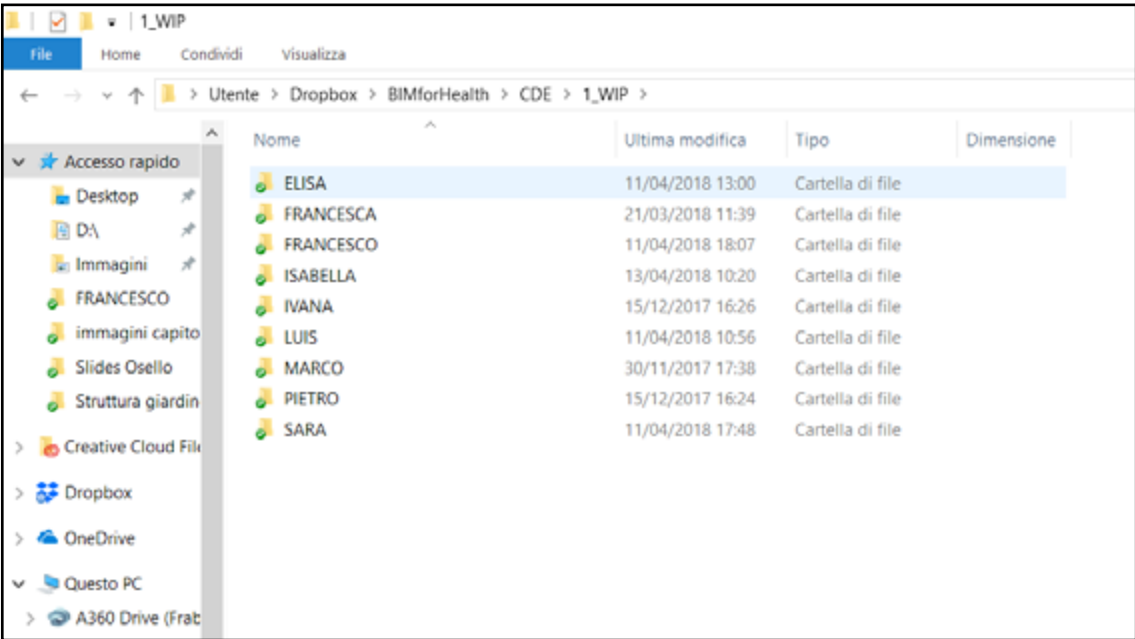 1_WIP
File Home Condividi Visualizza
Utente > Dropbox > BIMforHealth > CDE > 1_WIP >
Nome Ultima modifica Tipo Dimensione
Accesso rapido
Desktop
D:\
Immagini
FRANCESCO
immagini capito
Slides Osello
Struttura giardin
Creative Cloud File
Dropbox
OneDrive
Questo PC
A360 Drive (Frab
ELISA 11/04/2018 13:00 Cartella di file
FRANCESCA 21/03/2018 11:39 Cartella di file
FRANCESCO 11/04/2018 18:07 Cartella di file
ISABELLA 13/04/2018 10:20 Cartella di file
IVANA 15/12/2017 16:26 Cartella di file
LUIS 11/04/2018 10:56 Cartella di file
MARCO 30/11/2017 17:38 Cartella di file
PIETRO 15/12/2017 16:24 Cartella di file
SARA 11/04/2018 17:48 Cartella di file